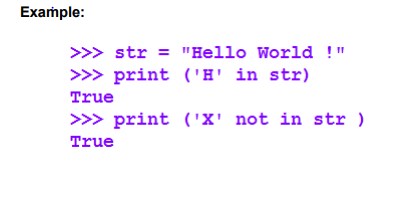 Example:
>>> str = "Hello World !"
>>> print ('H' in str)
True
>>> print ('X' not in str )
True